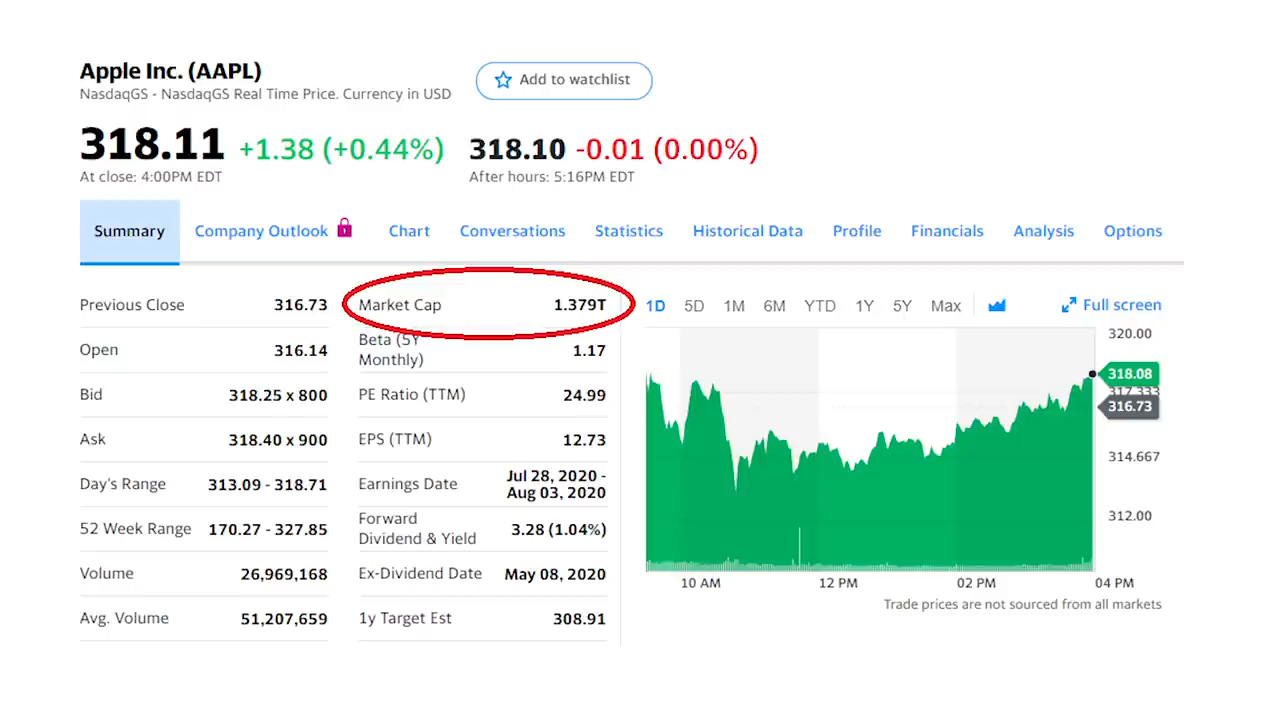 Apple Inc. (AAPL)
NasdaqGS - NasdaqGS Real Time Price. Currency in USD
Add to watchlist
318.11 +1.38 (+0.44%)
At close: 4:00PM EDT
318.10 -0.01 (0.00%)
After hours: 5:16PM EDT
Summary
Company Outlook
Chart
Conversations
Statistics
Historical Data
Profile
Financials
Analysis
Options
Previous Close 316.73
Open 316.14
Bid 318.25 x 800
Ask 318.40 x 900
Day's Range 313.09 - 318.71
52 Week Range 170.27 - 327.85
Volume 26,969,168
Avg. Volume 51,207,659
Market Cap 1.379T
Beta (5Y
Monthly) 1.17
PE Ratio (TTM) 24.99
EPS (TTM) 12.73
Earnings Date Jul 28, 2020 -
Aug 03, 2020
Forward
Dividend & Yield 3.28 (1.04%)
Ex-Dividend Date May 08, 2020
1y Target Est 308.91
1D 5D 1M 6M YTD 1Y 5Y Max
Full screen
320.00
318.08
317.333
316.73
314.667
312.00
10 AM 12 PM 02 PM 04 PM
Trade prices are not sourced from all markets